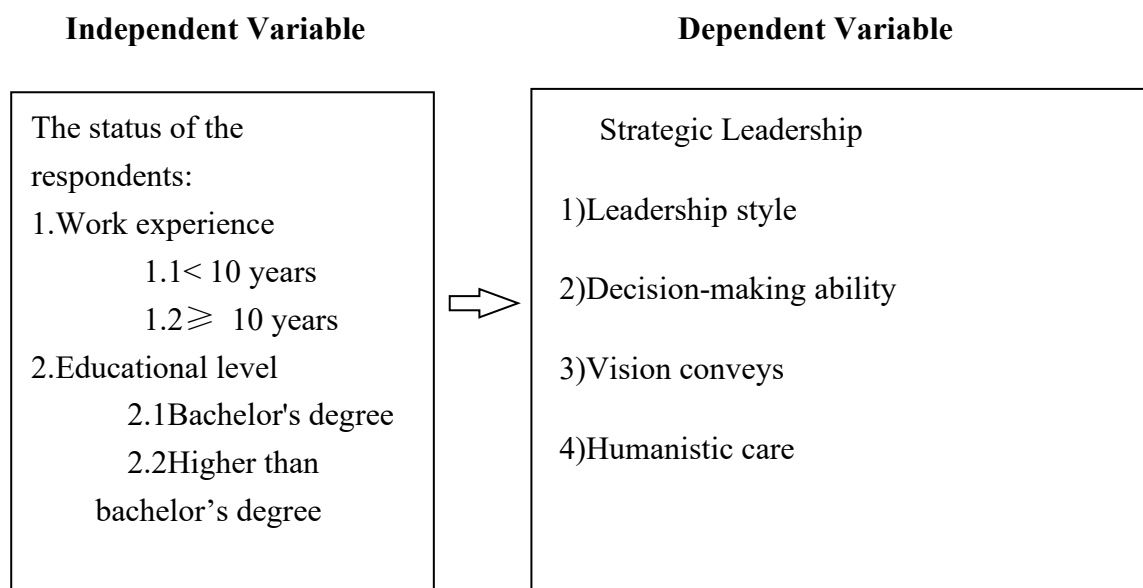 Independent Variable
Dependent Variable
The status of the
respondents:
1.Work experience
1.1< 10 years
1.2≥ 10 years
2.Educational level
2.1Bachelor's degree
2.2Higher than
bachelor’s degree
Strategic Leadership
1)Leadership style
2)Decision-making ability
3)Vision conveys
4)Humanistic care